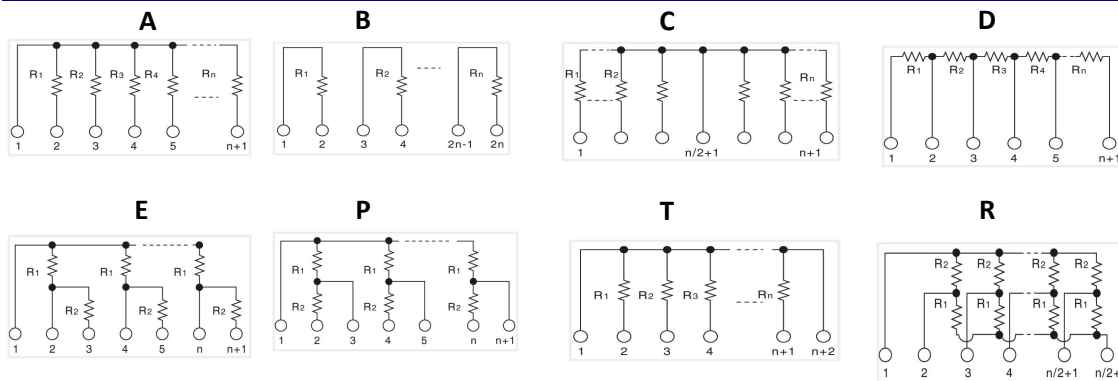 A B C D
R1 R2 R3 R4 Rn
1 2 3 4 5 n+1
R1 R2 Rn
1 2 3 4 2n-1 2n
R1 R2 Rn
1 n/2+1 n+1
R1 R2 R3 R4 Rn
1 2 3 4 5 n+1
E P T R
R1 R1 R1
R2 R2 R2
1 2 3 4 5 n n+1
R1 R1 R1
R2 R2 R2
1 2 3 4 5 n n+1
R1 R2 R3 Rn
1 2 3 4 n+1 n+2
R2 R2 R2 R2
R1 R1 R1 R1
1 2 3 4 n/2+1